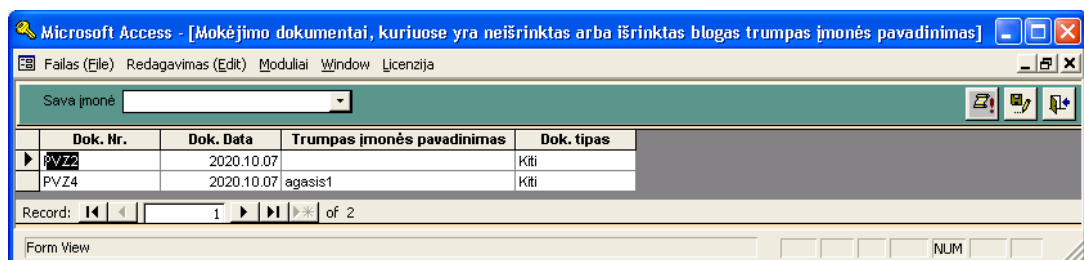 Microsoft Access - [Mokėjimo dokumentai, kuriuose yra neišrinktas arba išrinktas blogas trumpas įmonės pavadinimas]
Failas (File) Redagavimas (Edit) Moduliai Window Licenzija
Sava įmonė
Dok. Nr. Dok. Data Trumpas įmonės pavadinimas Dok. tipas
PVZ2 2020.10.07 Kiti
PVZ4 2020.10.07 agasis1 Kiti
Record: 1 of 2
Form View NUM